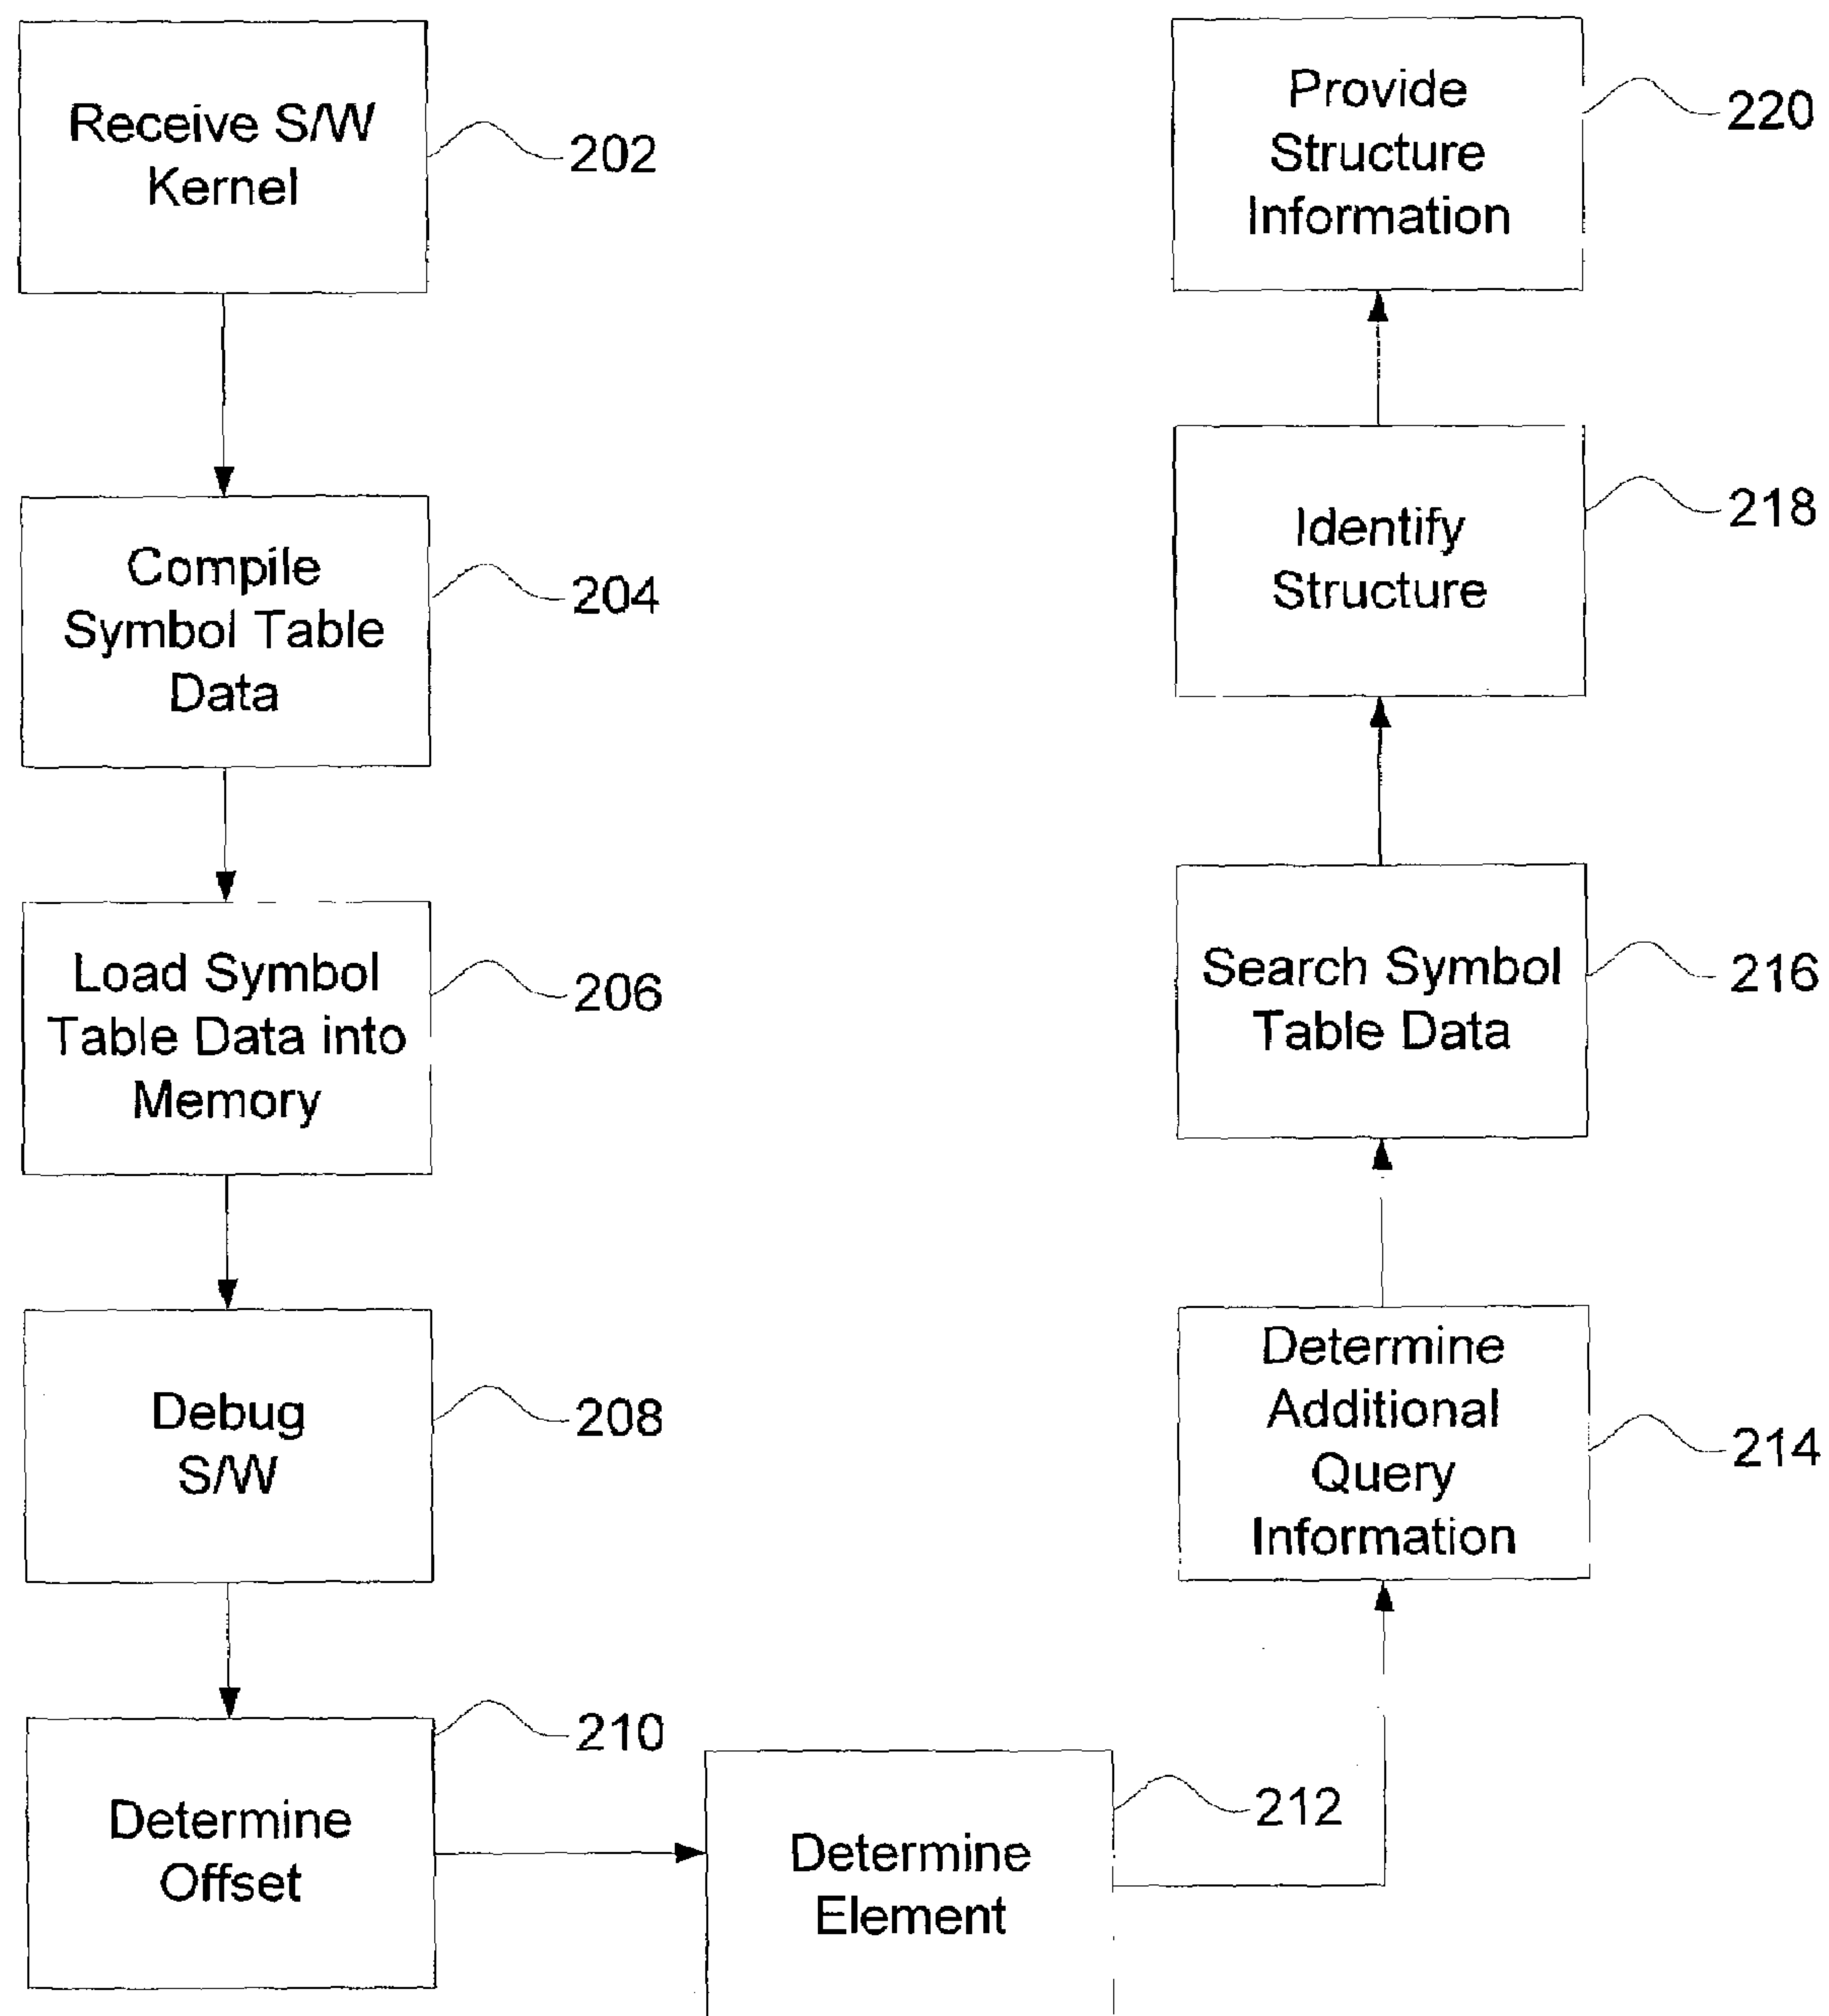 Receive S/W
Kernel
202
Compile
Symbol Table
Data
204
Load Symbol
Table Data into
Memory
206
Debug
S/W
208
Determine
Offset
210
Determine
Element
212
Determine
Additional
Query
Information
214
Search Symbol
Table Data
216
Identify
Structure
218
Provide
Structure
Information
220